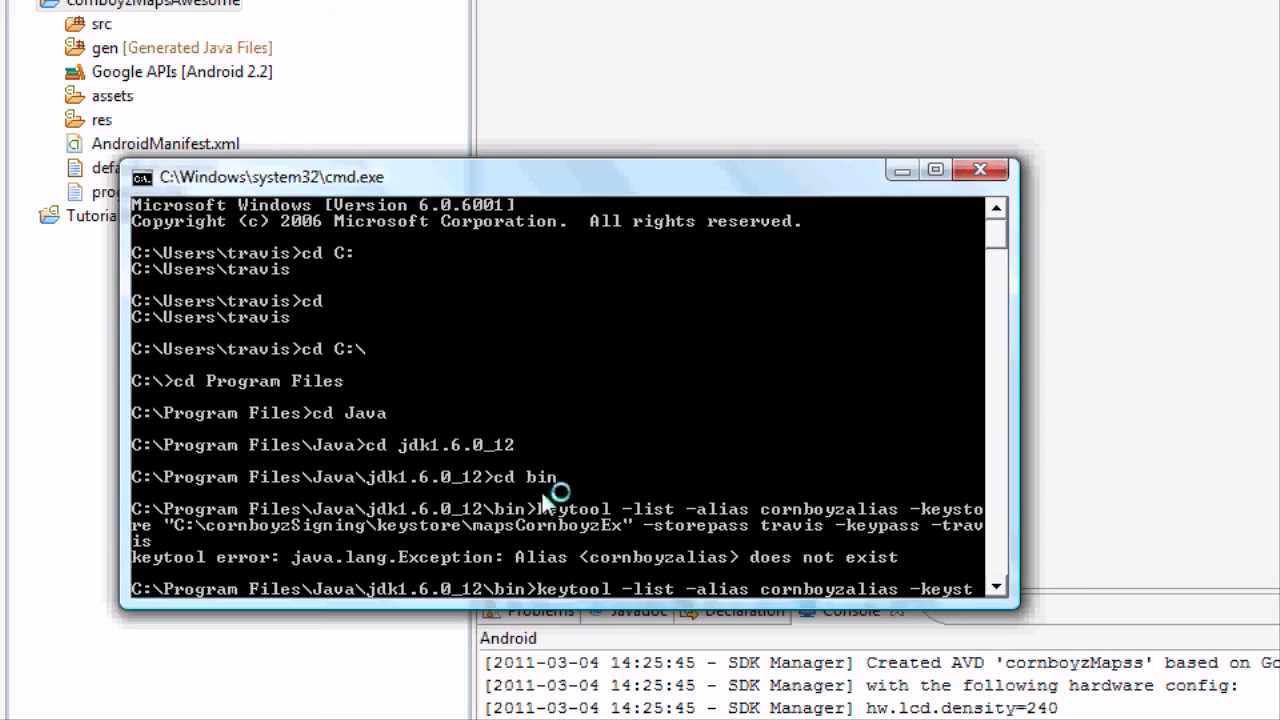 cornboyzMapsAwesome
src
gen [Generated Java Files]
Google APIs [Android 2.2]
assets
res
AndroidManifest.xml
C:\Windows\system32\cmd.exe
Microsoft Windows [Version 6.0.6001]
Copyright (c) 2006 Microsoft Corporation.  All rights reserved.
C:\Users\travis>cd C:
C:\Users\travis
C:\Users\travis>cd
C:\Users\travis
C:\Users\travis>cd C:\
C:\>cd Program Files
C:\Program Files>cd Java
C:\Program Files\Java>cd jdk1.6.0_12
C:\Program Files\Java\jdk1.6.0_12>cd bin
C:\Program Files\Java\jdk1.6.0_12\bin>keytool -list -alias cornboyzalias -keysto
re "C:\cornboyzSigning\keystore\mapsCornboyzEx" -storepass travis -keypass -trav
is
keytool error: java.lang.Exception: Alias <cornboyzalias> does not exist
C:\Program Files\Java\jdk1.6.0_12\bin>keytool -list -alias cornboyzalias -keyst
Tutoria
Problems Javadoc Declaration Console
Android
[2011-03-04 14:25:45 - SDK Manager] Created AVD 'cornboyzMapss' based on Go
[2011-03-04 14:25:45 - SDK Manager] with the following hardware config:
[2011-03-04 14:25:45 - SDK Manager] hw.lcd.density=240